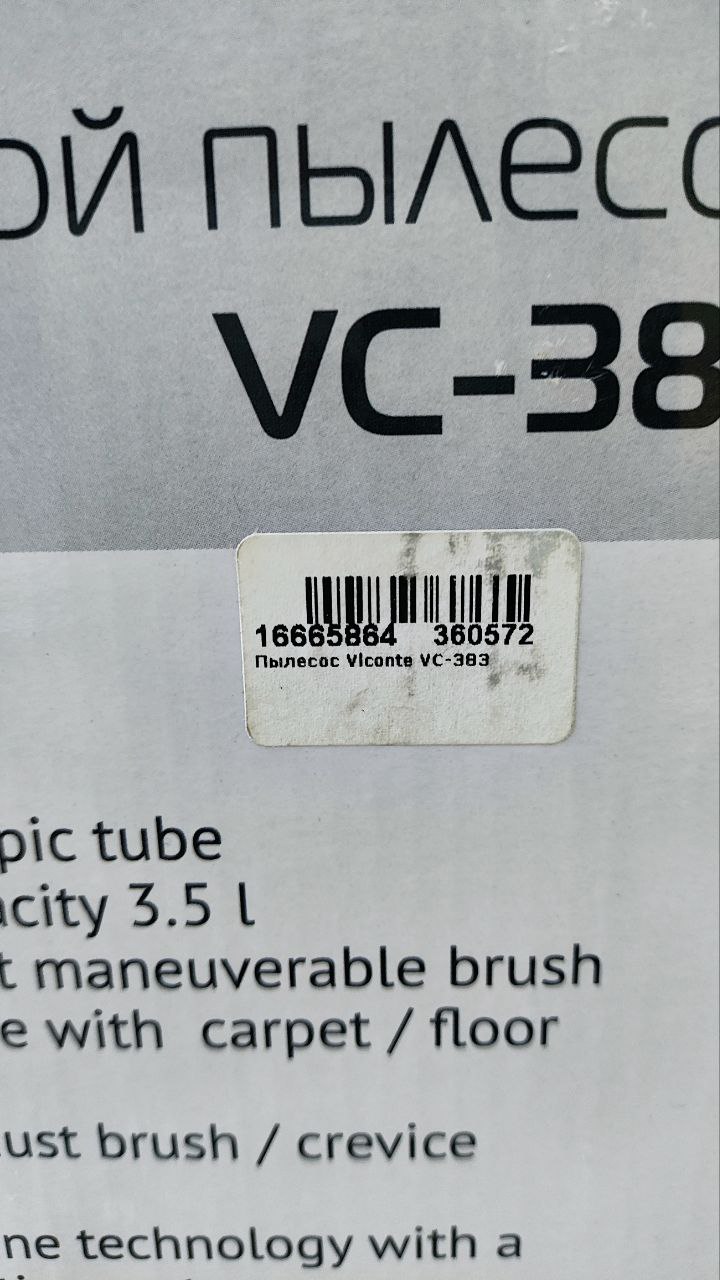 ой пылесо
VC-38
16665864 360572
Пылесос VIconte VC-383
pic tube
acity 3.5 l
t maneuverable brush
e with carpet / floor
ust brush / crevice
ne technology with a